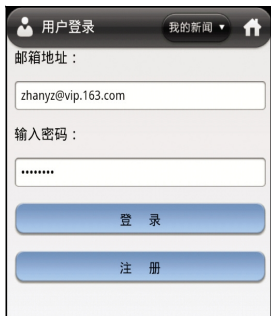 用户登录
我的新闻
邮箱地址：
zhanyz@vip.163.com
输入密码：
••••••••
登 录
注 册